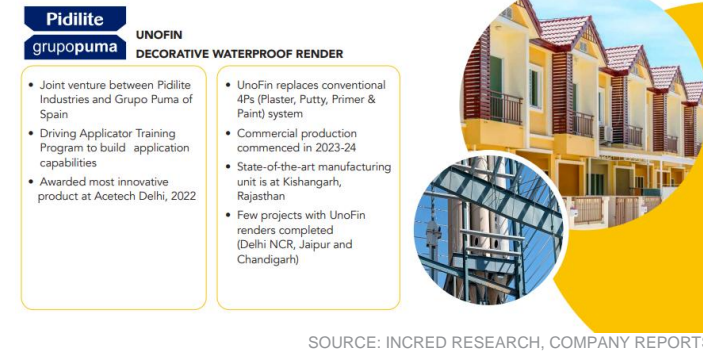 Pidilite
grupopuma
UNOFIN
DECORATIVE WATERPROOF RENDER
• Joint venture between Pidilite
Industries and Grupo Puma of
Spain
• Driving Applicator Training
Program to build application
capabilities
• Awarded most innovative
product at Acetech Delhi, 2022
• UnoFin replaces conventional
4Ps (Plaster, Putty, Primer &
Paint) system
• Commercial production
commenced in 2023-24
• State-of-the-art manufacturing
unit is at Kishangarh,
Rajasthan
• Few projects with UnoFin
renders completed
(Delhi NCR, Jaipur and
Chandigarh)
SOURCE: INCRED RESEARCH, COMPANY REPORTS